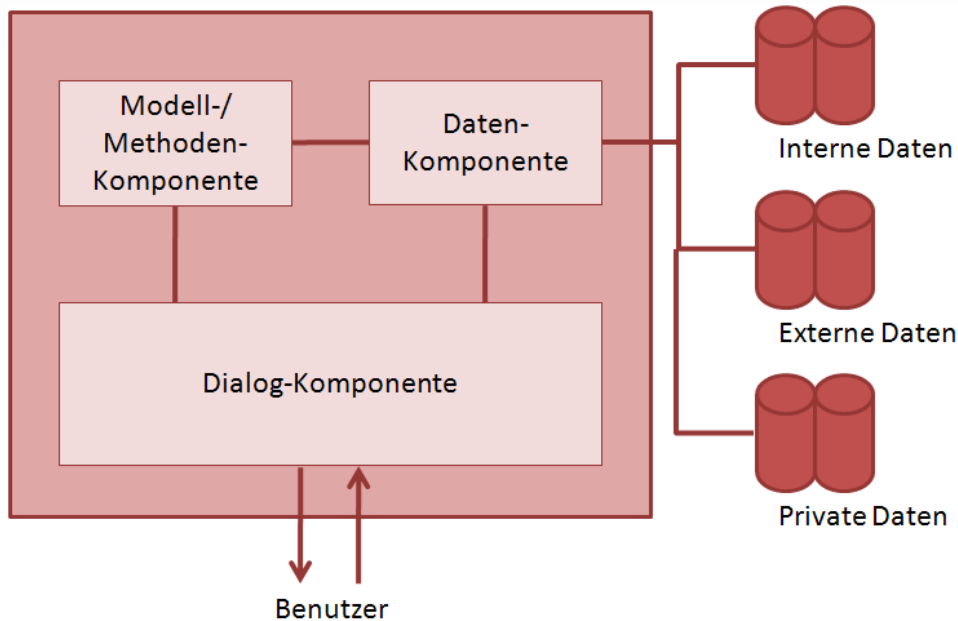 Modell-/
Methoden-
Komponente
Daten-
Komponente
Interne Daten
Externe Daten
Dialog-Komponente
Private Daten
Benutzer